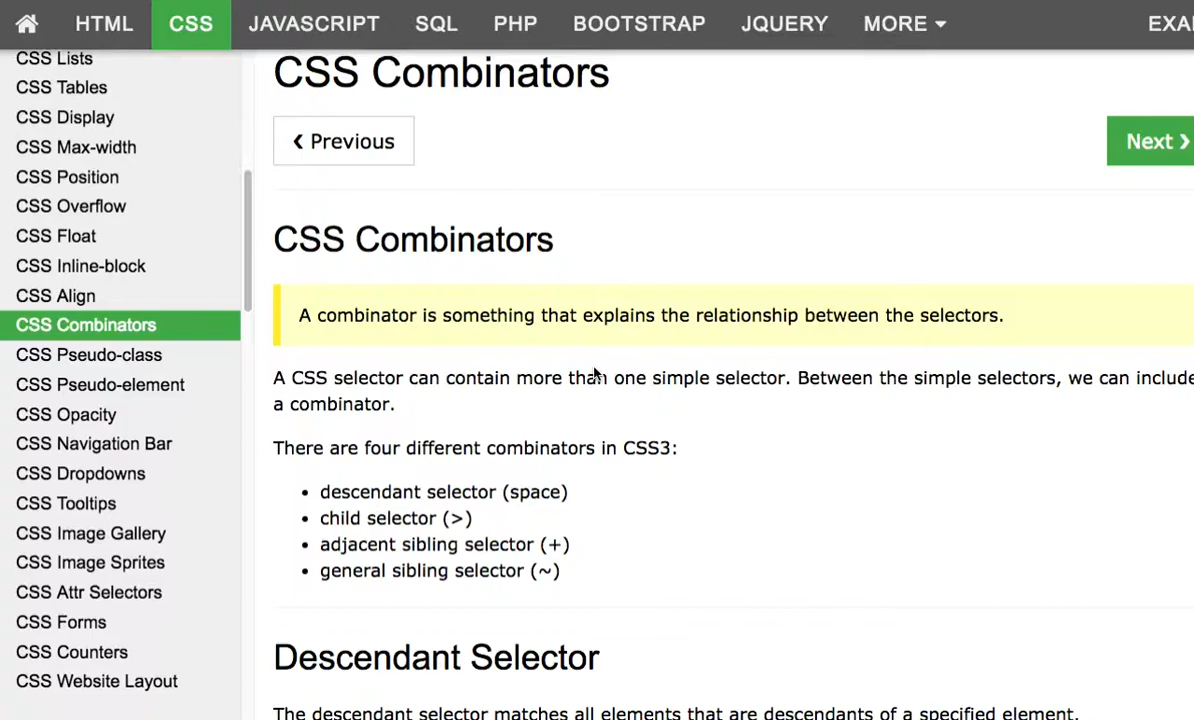 HTML CSS JAVASCRIPT SQL PHP BOOTSTRAP JQUERY MORE EXA
CSS Lists
CSS Tables
CSS Display
CSS Max-width
CSS Position
CSS Overflow
CSS Float
CSS Inline-block
CSS Align
CSS Combinators
CSS Pseudo-class
CSS Pseudo-element
CSS Opacity
CSS Navigation Bar
CSS Dropdowns
CSS Tooltips
CSS Image Gallery
CSS Image Sprites
CSS Attr Selectors
CSS Forms
CSS Counters
CSS Website Layout
CSS Combinators
❮ Previous
Next ❯
CSS Combinators
A combinator is something that explains the relationship between the selectors.
A CSS selector can contain more than one simple selector. Between the simple selectors, we can include
a combinator.
There are four different combinators in CSS3:
• descendant selector (space)
• child selector (>)
• adjacent sibling selector (+)
• general sibling selector (~)
Descendant Selector
The descendant selector matches all elements that are descendants of a specified element.